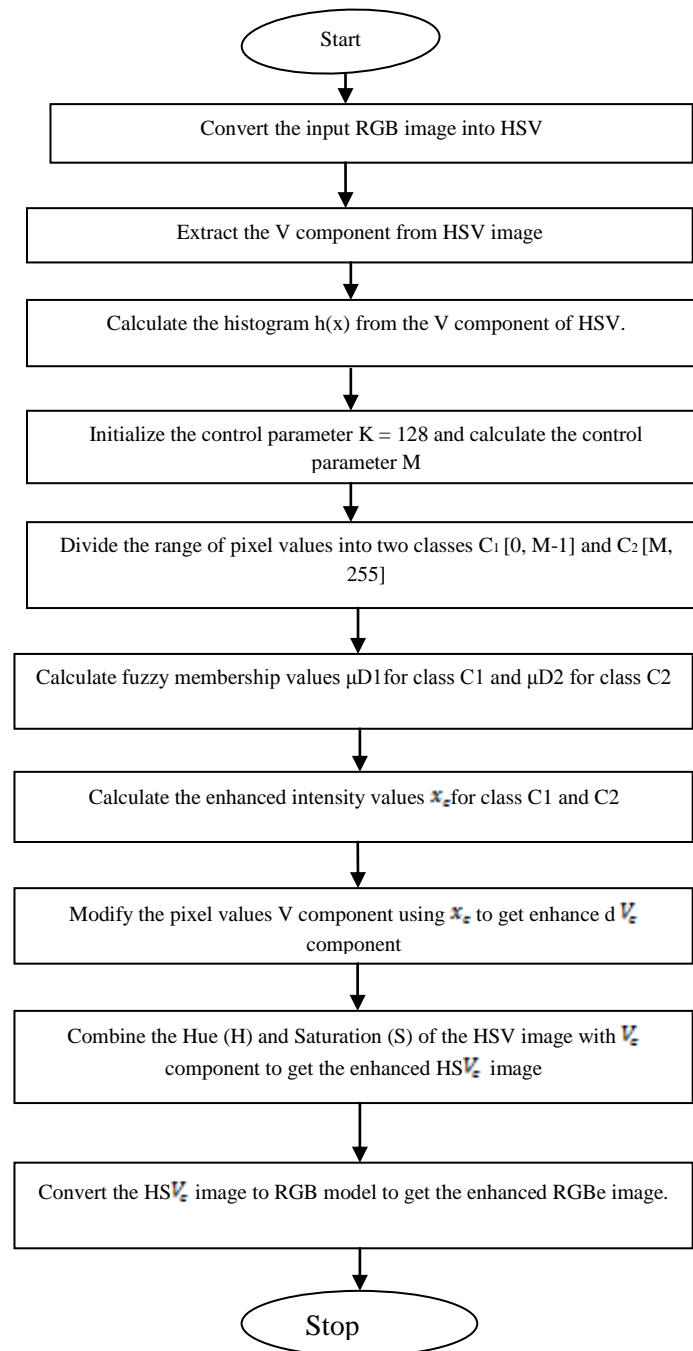 Start
Convert the input RGB image into HSV
Extract the V component from HSV image
Calculate the histogram h(x) from the V component of HSV.
Initialize the control parameter K = 128 and calculate the control
parameter M
Divide the range of pixel values into two classes C₁ [0, M-1] and C₂ [M,
255]
Calculate fuzzy membership values μD1for class C1 and μD2 for class C2
Calculate the enhanced intensity values xₑfor class C1 and C2
Modify the pixel values V component using xₑ to get enhance d Vₑ
component
Combine the Hue (H) and Saturation (S) of the HSV image with Vₑ
component to get the enhanced HSVₑ image
Convert the HSVₑ image to RGB model to get the enhanced RGBe image.
Stop